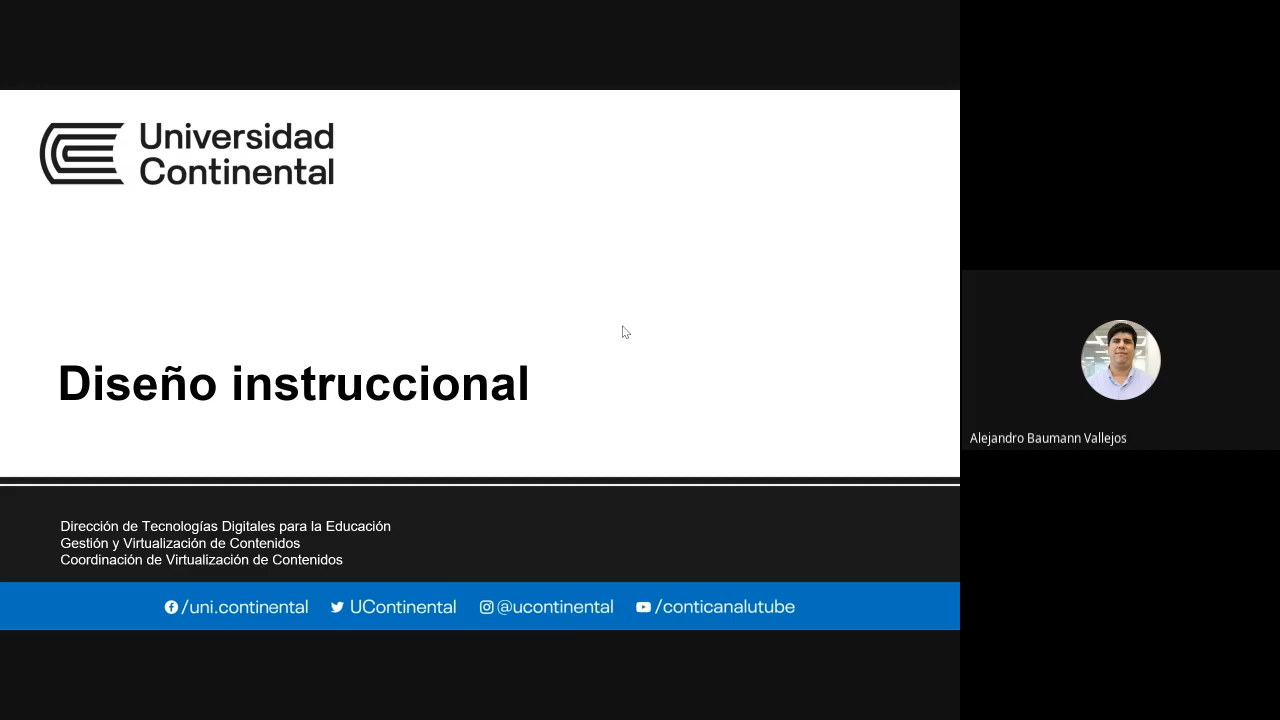 Universidad
Continental
Diseño instruccional
Alejandro Baumann Vallejos
Dirección de Tecnologías Digitales para la Educación
Gestión y Virtualización de Contenidos
Coordinación de Virtualización de Contenidos
/uni.continental UContinental @ucontinental /conticanalutube